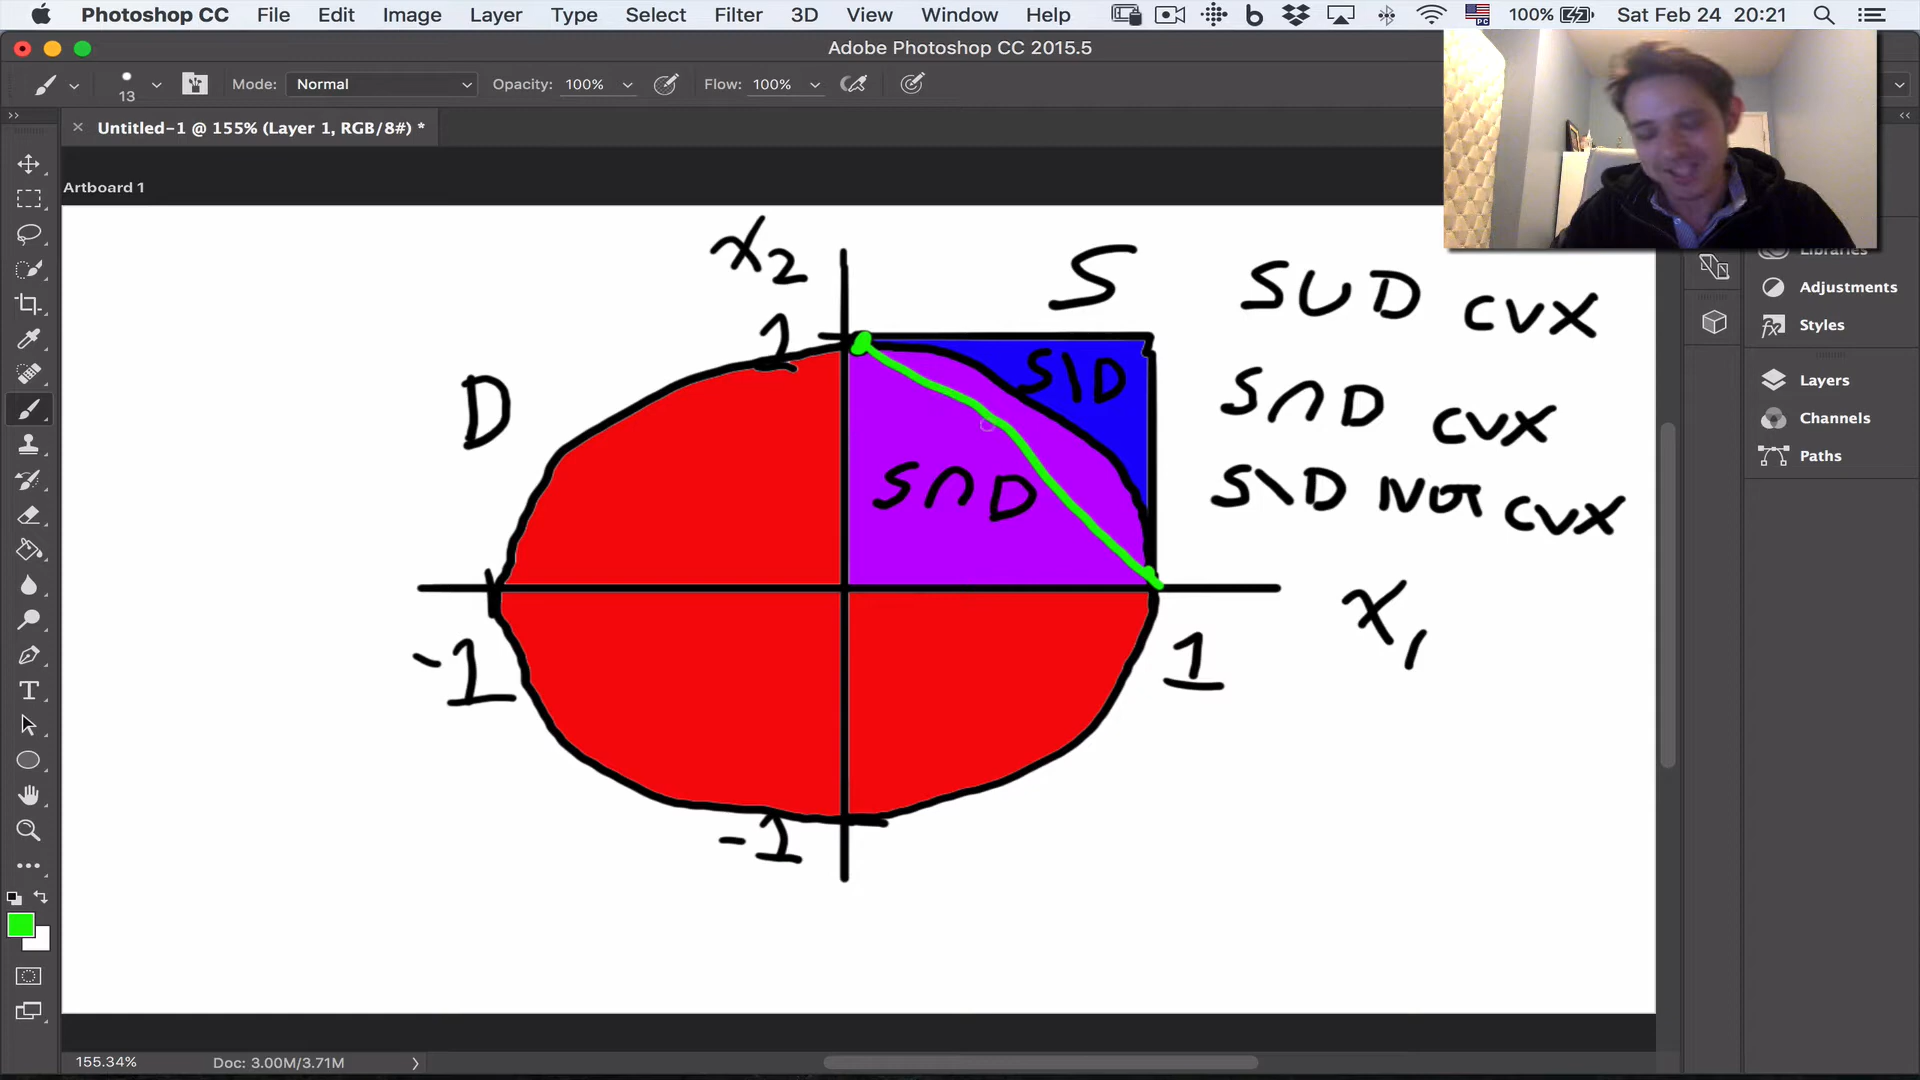 Photoshop CC File Edit Image Layer Type Select Filter 3D View Window Help 100% Sat Feb 24 20:21
Adobe Photoshop CC 2015.5
13 Mode: Normal Opacity: 100% Flow: 100%
Untitled-1 @ 155% (Layer 1, RGB/8#) *
Artboard 1
x2
S
S∪D CVX
1
S\D
D
S∩D CVX
S∩D
S\D NOT CVX
x1
-1
1
-1
Libraries
Adjustments
Styles
Layers
Channels
Paths
155.34% Doc: 3.00M/3.71M